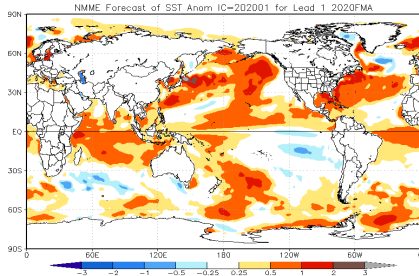 NMME Forecast of SST Anom IC=202001 for Lead 1 2020FMA
90N
60N
30N
EQ
30S
60S
90S
0 60E 120E 180 120W 60W
-3 -2 -1 -0.5 -0.25 0.25 0.5 1 2 3